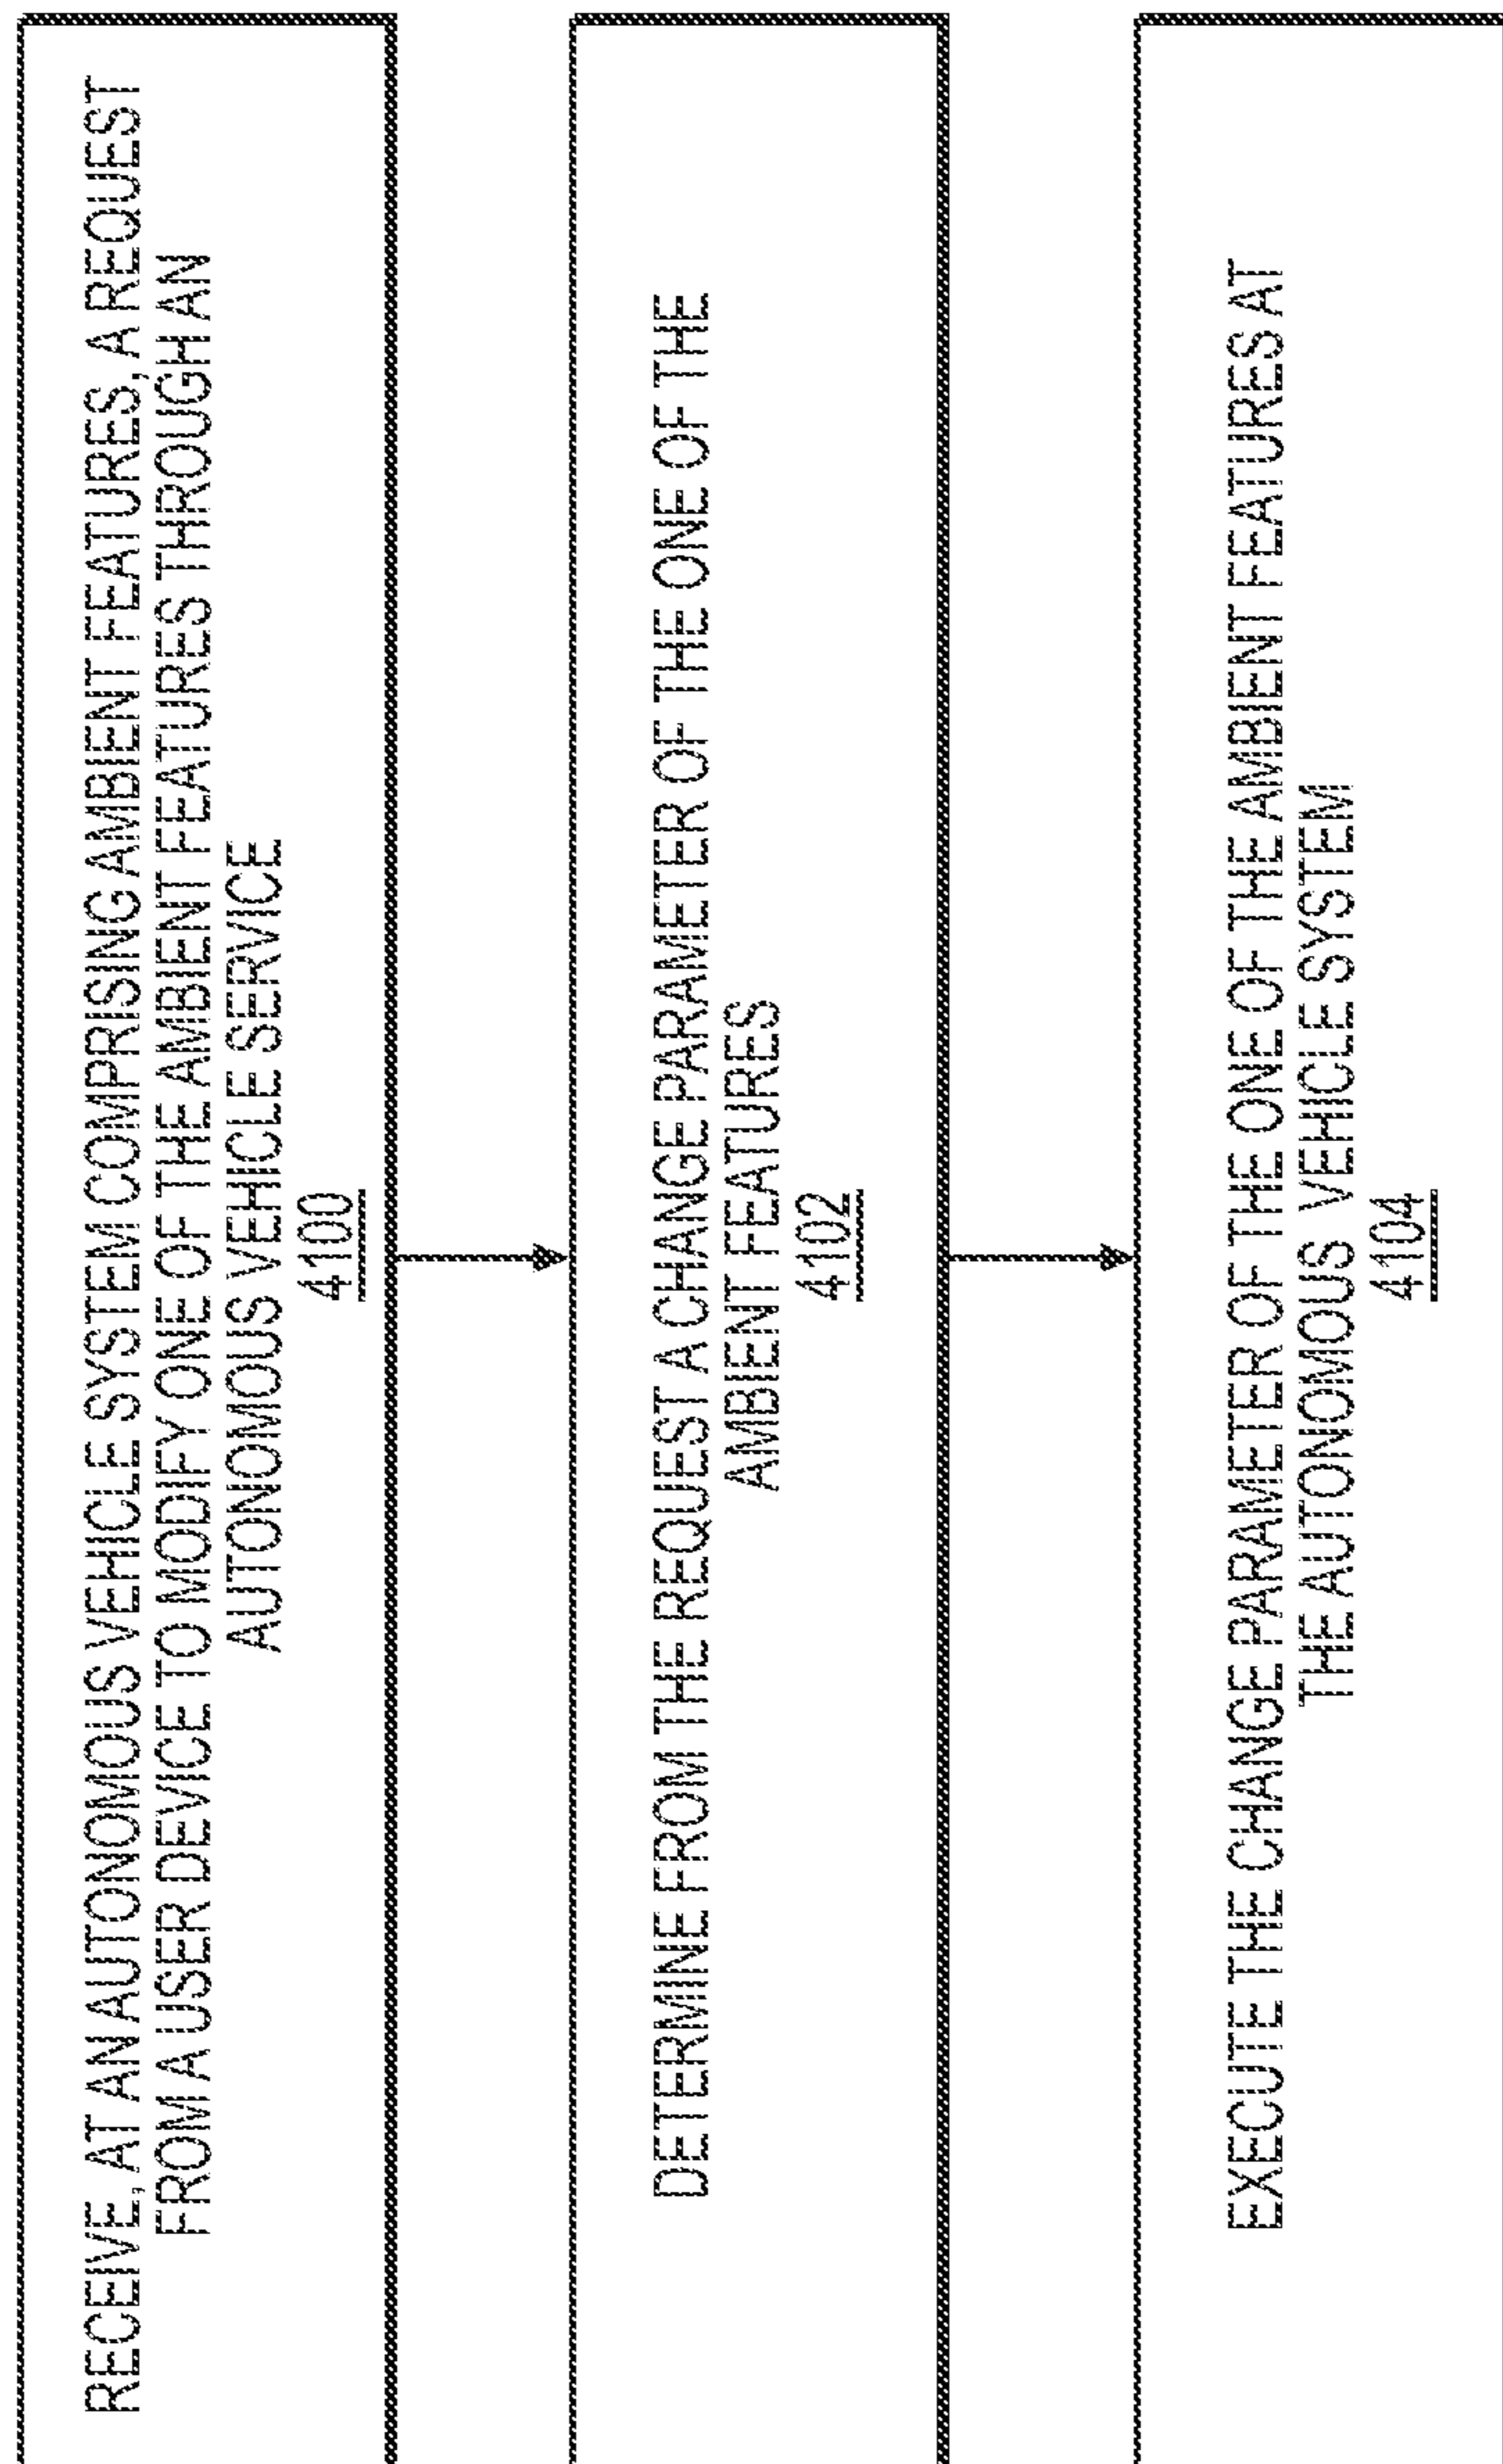 RECEIVE, AT AN AUTONOMOUS VEHICLE SYSTEM COMPRISING AMBIENT FEATURES, A REQUEST
FROM A USER DEVICE TO MODIFY ONE OF THE AMBIENT FEATURES THROUGH AN
AUTONOMOUS VEHICLE SERVICE
4100
DETERMINE FROM THE REQUEST A CHANGE PARAMETER OF THE ONE OF THE
AMBIENT FEATURES
4102
EXECUTE THE CHANGE PARAMETER OF THE ONE OF THE AMBIENT FEATURES AT
THE AUTONOMOUS VEHICLE SYSTEM
4104